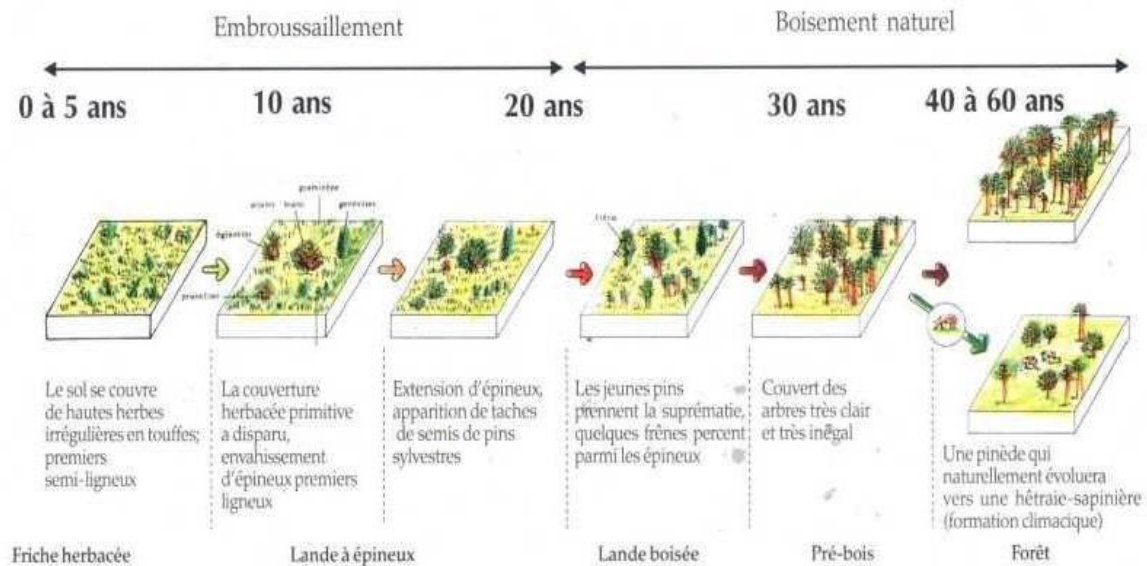 Embroussaillement
Boisement naturel
0 à 5 ans
10 ans
20 ans
30 ans
40 à 60 ans
graminées
genévrier
églantier
prunellier
frêne
Le sol se couvre
de hautes herbes
irrégulières en touffes;
premiers
semi-ligneux
La couverture
herbacée primitive
a disparu,
envahissement
d'épineux premiers
ligneux
Extension d'épineux,
apparition de taches
de semis de pins
sylvestres
Les jeunes pins
prennent la suprématie,
quelques frênes percent
parmi les épineux
Couvert des
arbres très clair
et très inégal
Une pinède qui
naturellement évoluera
vers une hêtraie-sapinière
(formation climacique)
Friche herbacée
Lande à épineux
Lande boisée
Pré-bois
Forêt